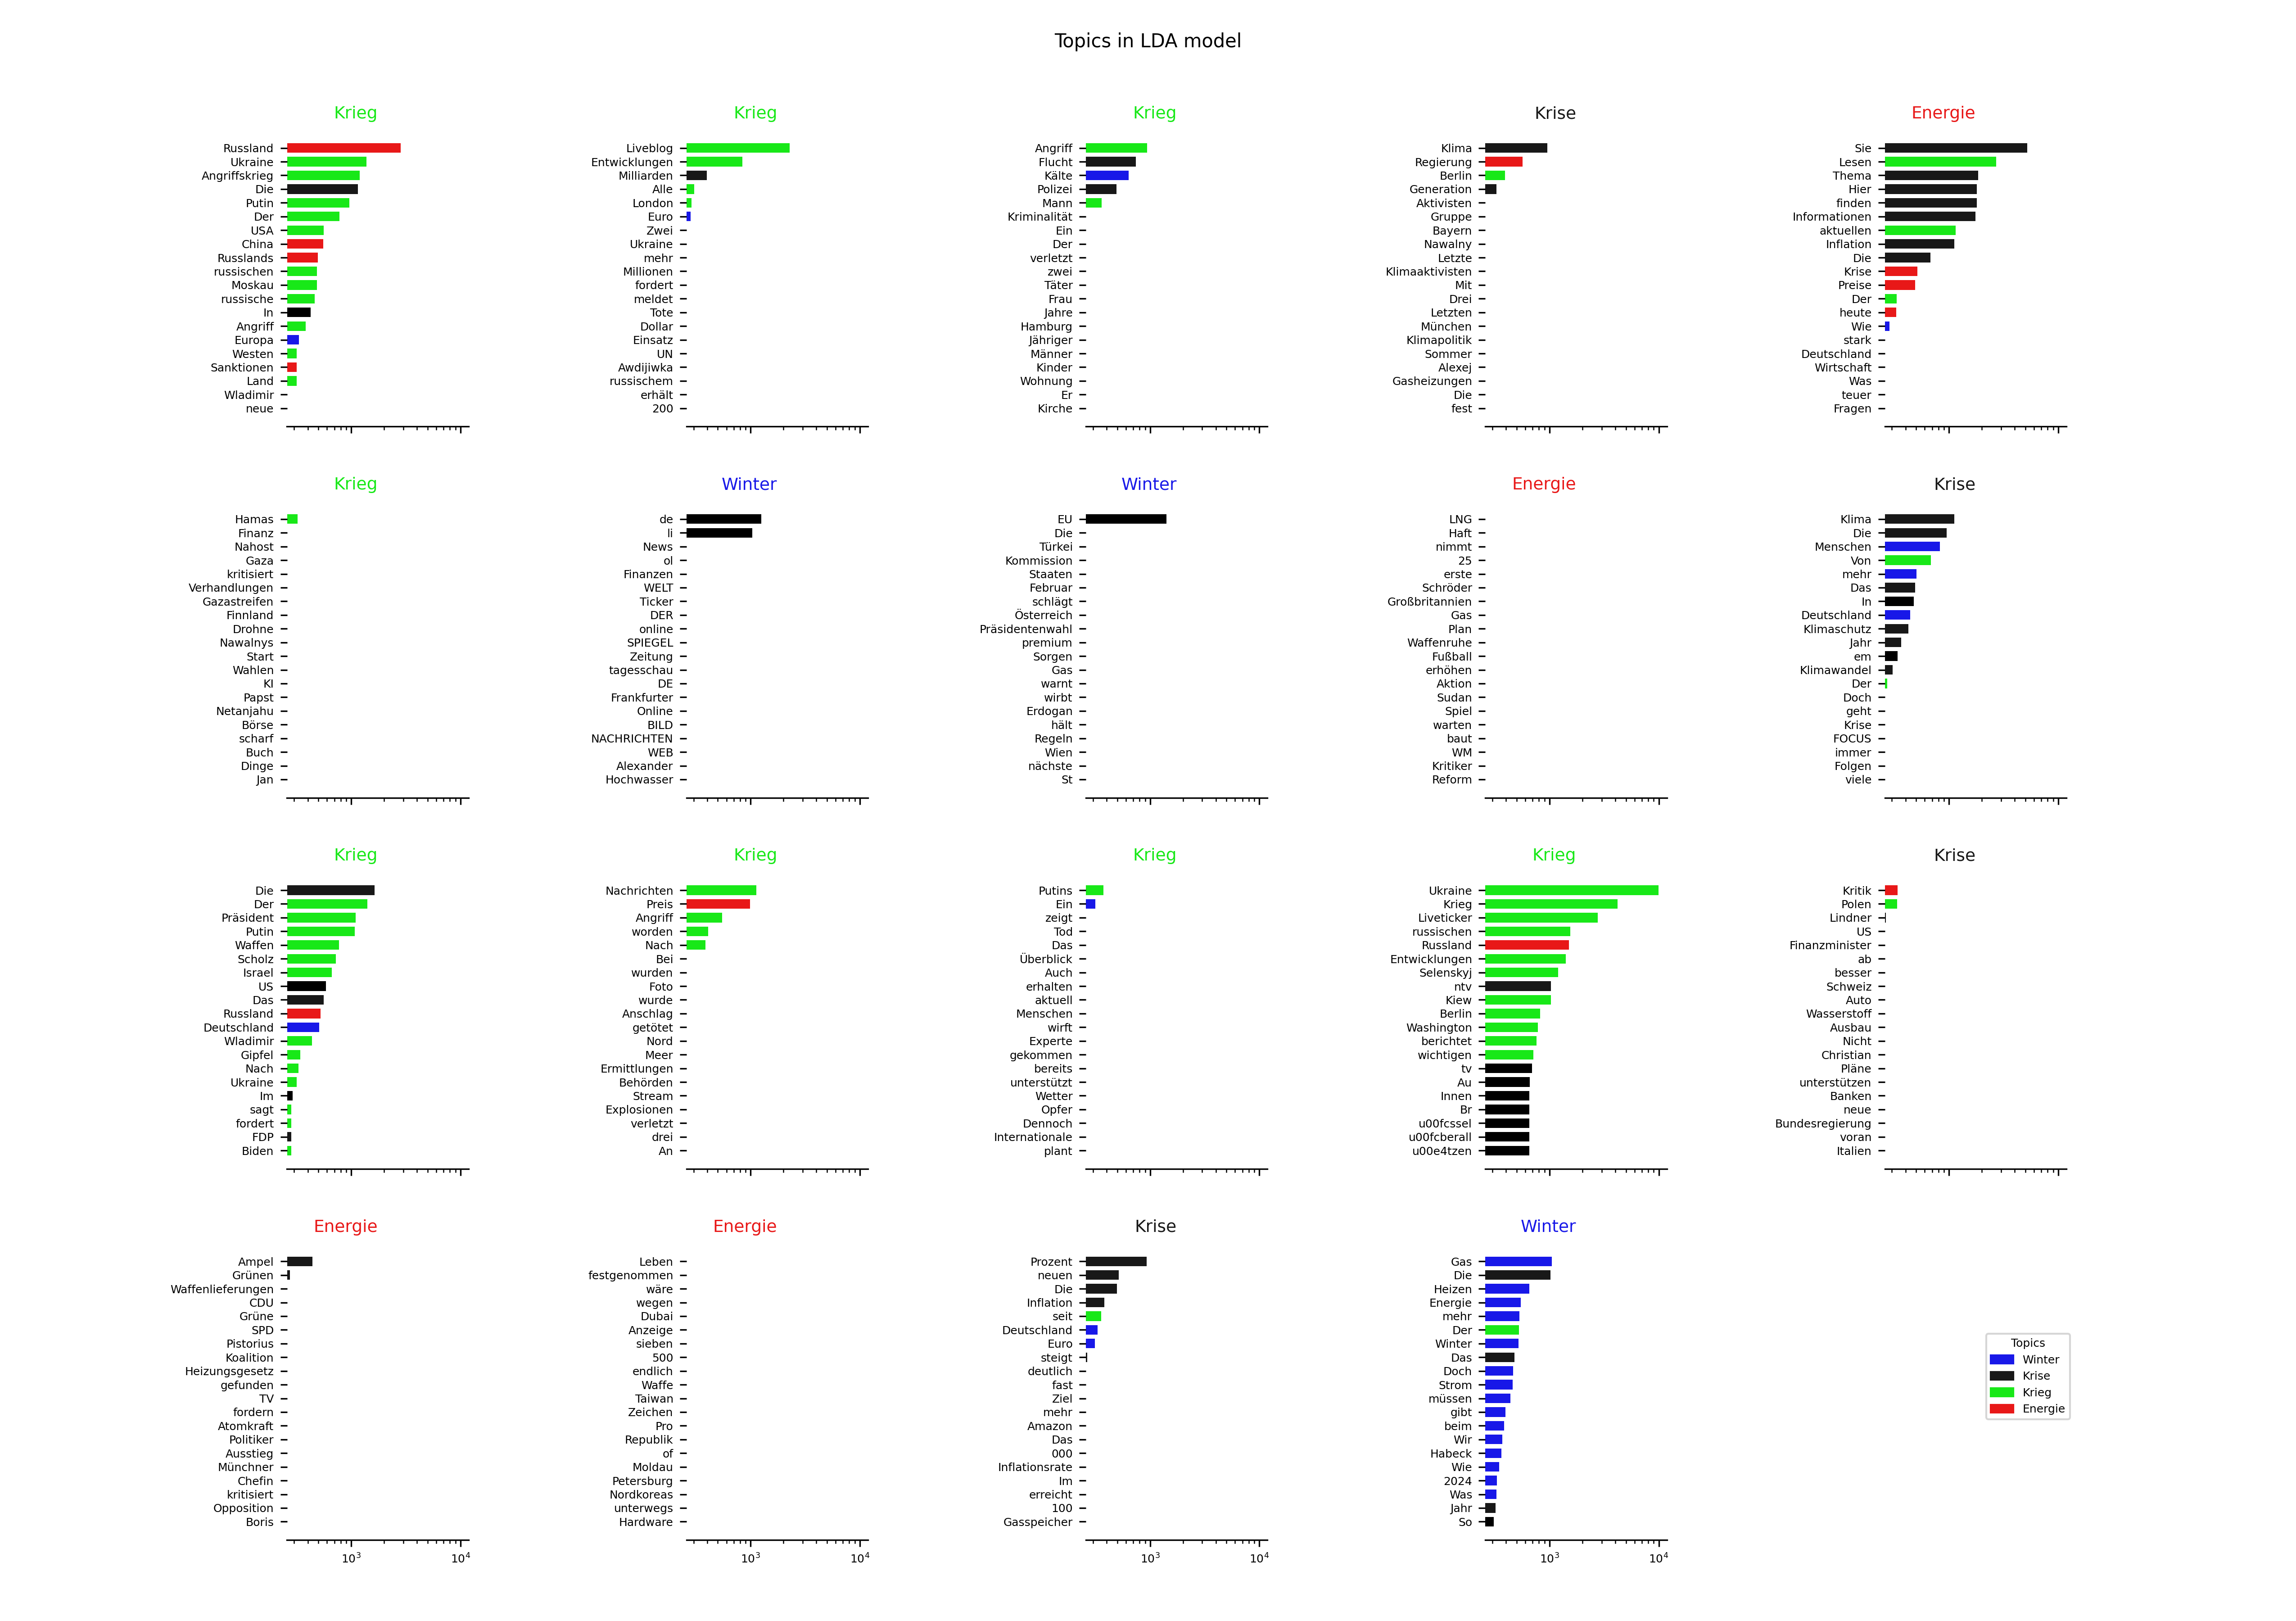 Topics in LDA model
Krieg
Russland
Ukraine
Angriffskrieg
Die
Putin
Der
USA
China
Russlands
russischen
Moskau
russische
In
Angriff
Europa
Westen
Sanktionen
Land
Wladimir
neue
Krieg
Liveblog
Entwicklungen
Milliarden
Alle
London
Euro
Zwei
Ukraine
mehr
Millionen
fordert
meldet
Tote
Dollar
Einsatz
UN
Awdijiwka
russischem
erhält
200
Krieg
Angriff
Flucht
Kälte
Polizei
Mann
Kriminalität
Ein
Der
verletzt
zwei
Täter
Frau
Jahre
Hamburg
Jähriger
Männer
Kinder
Wohnung
Er
Kirche
Krise
Klima
Regierung
Berlin
Generation
Aktivisten
Gruppe
Bayern
Nawalny
Letzte
Klimaaktivisten
Mit
Drei
Letzten
München
Klimapolitik
Sommer
Alexej
Gasheizungen
Die
fest
Energie
Sie
Lesen
Thema
Hier
finden
Informationen
aktuellen
Inflation
Die
Krise
Preise
Der
heute
Wie
stark
Deutschland
Wirtschaft
Was
teuer
Fragen
Krieg
Hamas
Finanz
Nahost
Gaza
kritisiert
Verhandlungen
Gazastreifen
Finnland
Drohne
Nawalnys
Start
Wahlen
KI
Papst
Netanjahu
Börse
scharf
Buch
Dinge
Jan
Winter
de
li
News
ol
Finanzen
WELT
Ticker
DER
online
SPIEGEL
Zeitung
tagesschau
DE
Frankfurter
Online
BILD
NACHRICHTEN
WEB
Alexander
Hochwasser
Winter
EU
Die
Türkei
Kommission
Staaten
Februar
schlägt
Österreich
Präsidentenwahl
premium
Sorgen
Gas
warnt
wirbt
Erdogan
hält
Regeln
Wien
nächste
St
Energie
LNG
Haft
nimmt
25
erste
Schröder
Großbritannien
Gas
Plan
Waffenruhe
Fußball
erhöhen
Aktion
Sudan
Spiel
warten
baut
WM
Kritiker
Reform
Krise
Klima
Die
Menschen
Von
mehr
Das
In
Deutschland
Klimaschutz
Jahr
em
Klimawandel
Der
Doch
geht
Krise
FOCUS
immer
Folgen
viele
Krieg
Die
Der
Präsident
Putin
Waffen
Scholz
Israel
US
Das
Russland
Deutschland
Wladimir
Gipfel
Nach
Ukraine
Im
sagt
fordert
FDP
Biden
Krieg
Nachrichten
Preis
Angriff
worden
Nach
Bei
wurden
Foto
wurde
Anschlag
getötet
Nord
Meer
Ermittlungen
Behörden
Stream
Explosionen
verletzt
drei
An
Krieg
Putins
Ein
zeigt
Tod
Das
Überblick
Auch
erhalten
aktuell
Menschen
wirft
Experte
gekommen
bereits
unterstützt
Wetter
Opfer
Dennoch
Internationale
plant
Krieg
Ukraine
Krieg
Liveticker
russischen
Russland
Entwicklungen
Selenskyj
ntv
Kiew
Berlin
Washington
berichtet
wichtigen
tv
Au
Innen
Br
u00fcssel
u00fcberall
u00e4tzen
Krise
Kritik
Polen
Lindner
US
Finanzminister
ab
besser
Schweiz
Auto
Wasserstoff
Ausbau
Nicht
Christian
Pläne
unterstützen
Banken
neue
Bundesregierung
voran
Italien
Energie
Ampel
Grünen
Waffenlieferungen
CDU
Grüne
SPD
Pistorius
Koalition
Heizungsgesetz
gefunden
TV
fordern
Atomkraft
Politiker
Ausstieg
Münchner
Chefin
kritisiert
Opposition
Boris
10³ 10⁴
Energie
Leben
festgenommen
wäre
wegen
Dubai
Anzeige
sieben
500
endlich
Waffe
Taiwan
Zeichen
Pro
Republik
of
Moldau
Petersburg
Nordkoreas
unterwegs
Hardware
10³ 10⁴
Krise
Prozent
neuen
Die
Inflation
seit
Deutschland
Euro
steigt
deutlich
fast
Ziel
mehr
Amazon
Das
000
Inflationsrate
Im
erreicht
100
Gasspeicher
10³ 10⁴
Winter
Gas
Die
Heizen
Energie
mehr
Der
Winter
Das
Doch
Strom
müssen
gibt
beim
Wir
Habeck
Wie
2024
Was
Jahr
So
10³ 10⁴
Topics
Winter
Krise
Krieg
Energie